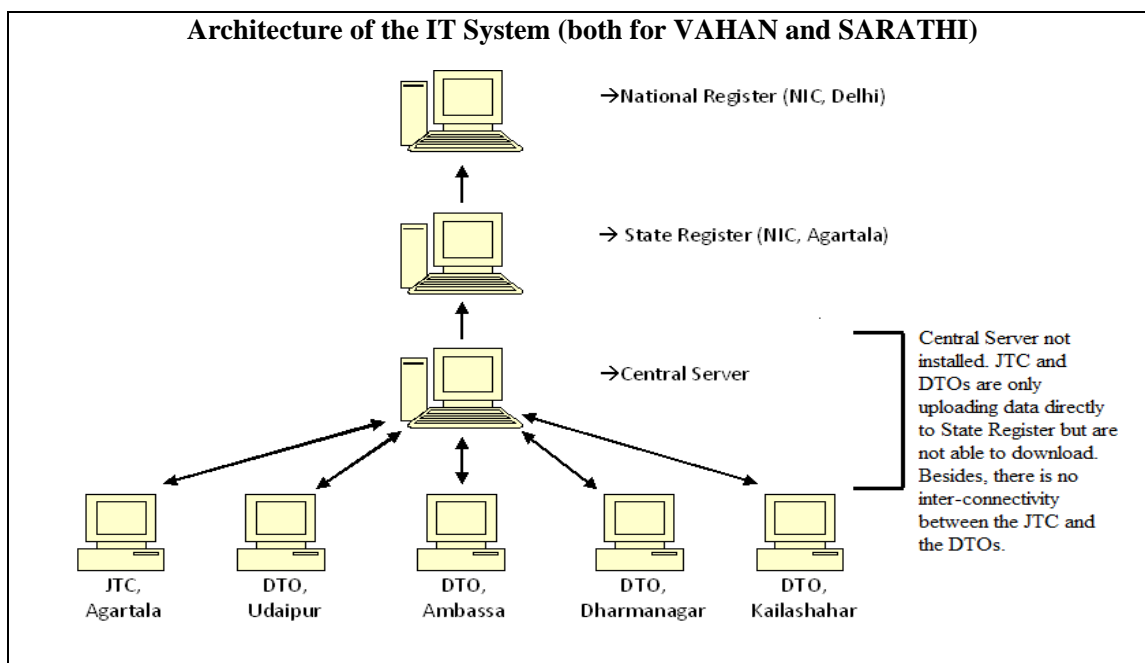 Architecture of the IT System (both for VAHAN and SARATHI)
→National Register (NIC, Delhi)
→ State Register (NIC, Agartala)
→Central Server
Central Server not
installed. JTC and
DTOs are only
uploading data directly
to State Register but are
not able to download.
Besides, there is no
inter-connectivity
between the JTC and
the DTOs.
JTC,
Agartala
DTO,
Udaipur
DTO,
Ambassa
DTO,
Dharmanagar
DTO,
Kailashahar